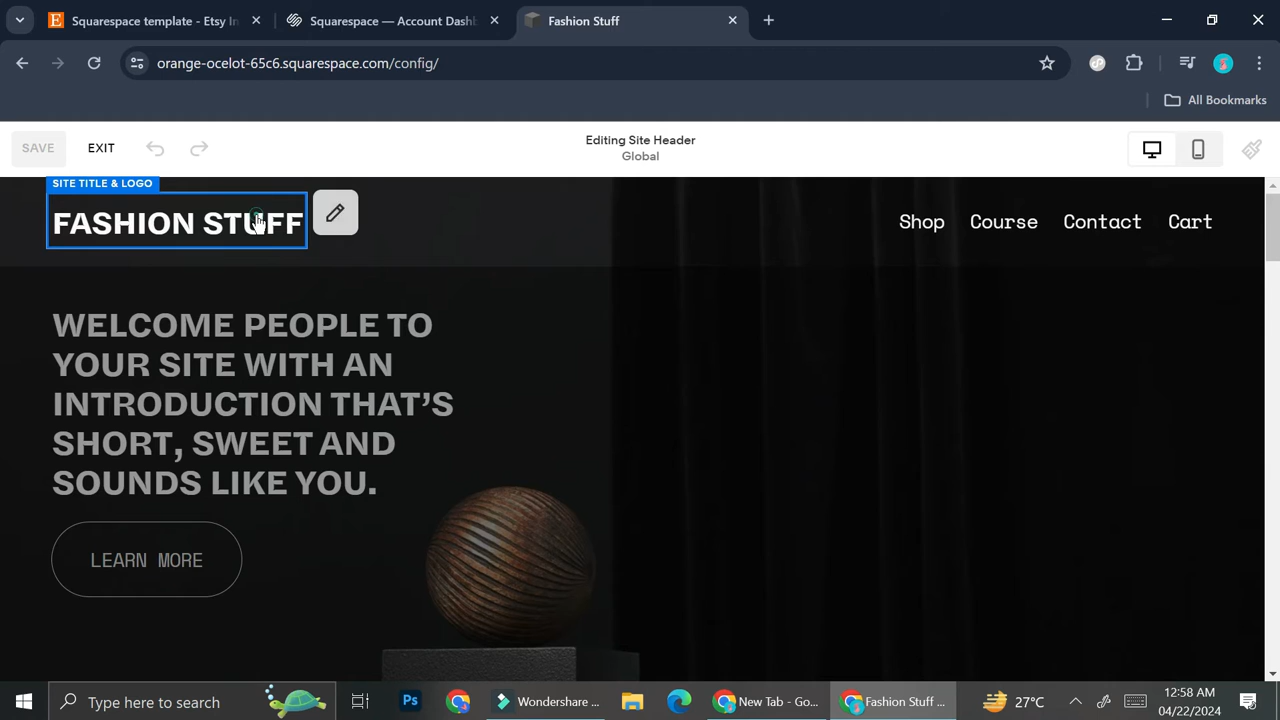 Squarespace template - Etsy In
Squarespace — Account Dashb
Fashion Stuff
orange-ocelot-65c6.squarespace.com/config/
All Bookmarks
SAVE
EXIT
Editing Site Header
Global
SITE TITLE & LOGO
FASHION STUFF
Shop
Course
Contact
Cart
WELCOME PEOPLE TO
YOUR SITE WITH AN
INTRODUCTION THAT’S
SHORT, SWEET AND
SOUNDS LIKE YOU.
LEARN MORE
Type here to search
Ps
Wondershare ...
New Tab - Go...
Fashion Stuff ...
27°C
12:58 AM
04/22/2024